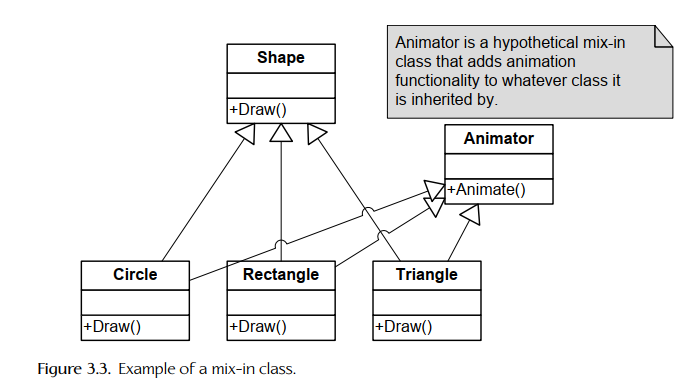 Shape
+Draw()
Animator is a hypothetical mix-in
class that adds animation
functionality to whatever class it
is inherited by.
Animator
+Animate()
Circle
+Draw()
Rectangle
+Draw()
Triangle
+Draw()
Figure 3.3. Example of a mix-in class.